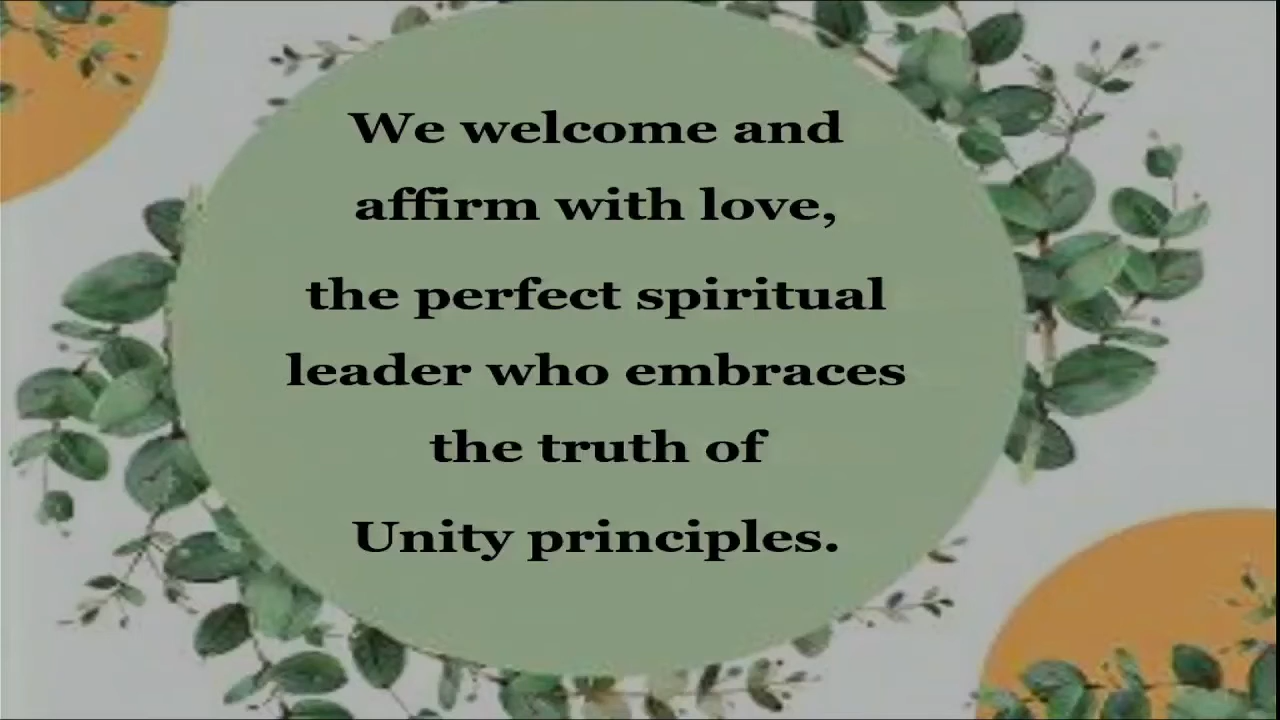 We welcome and
affirm with love,
the perfect spiritual
leader who embraces
the truth of
Unity principles.